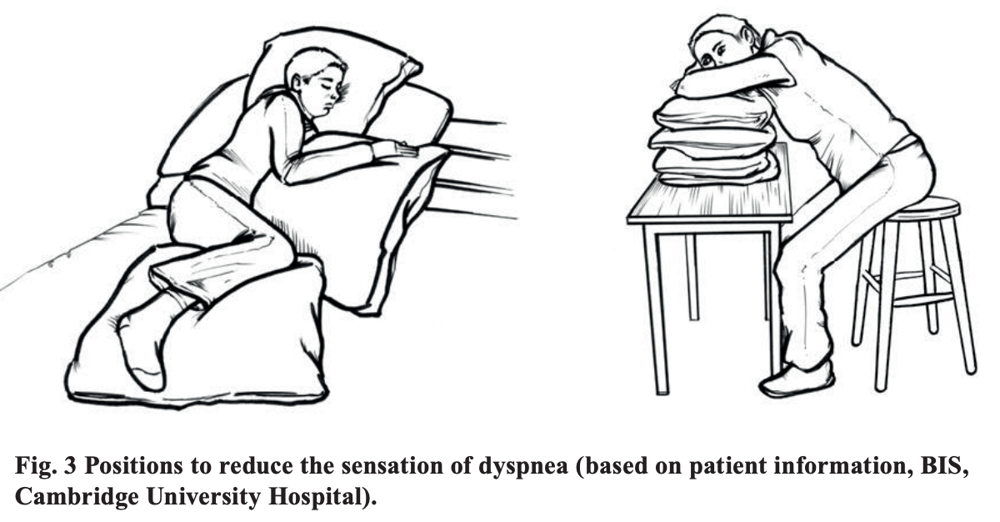 Fig. 3 Positions to reduce the sensation of dyspnea (based on patient information, BIS,
Cambridge University Hospital).